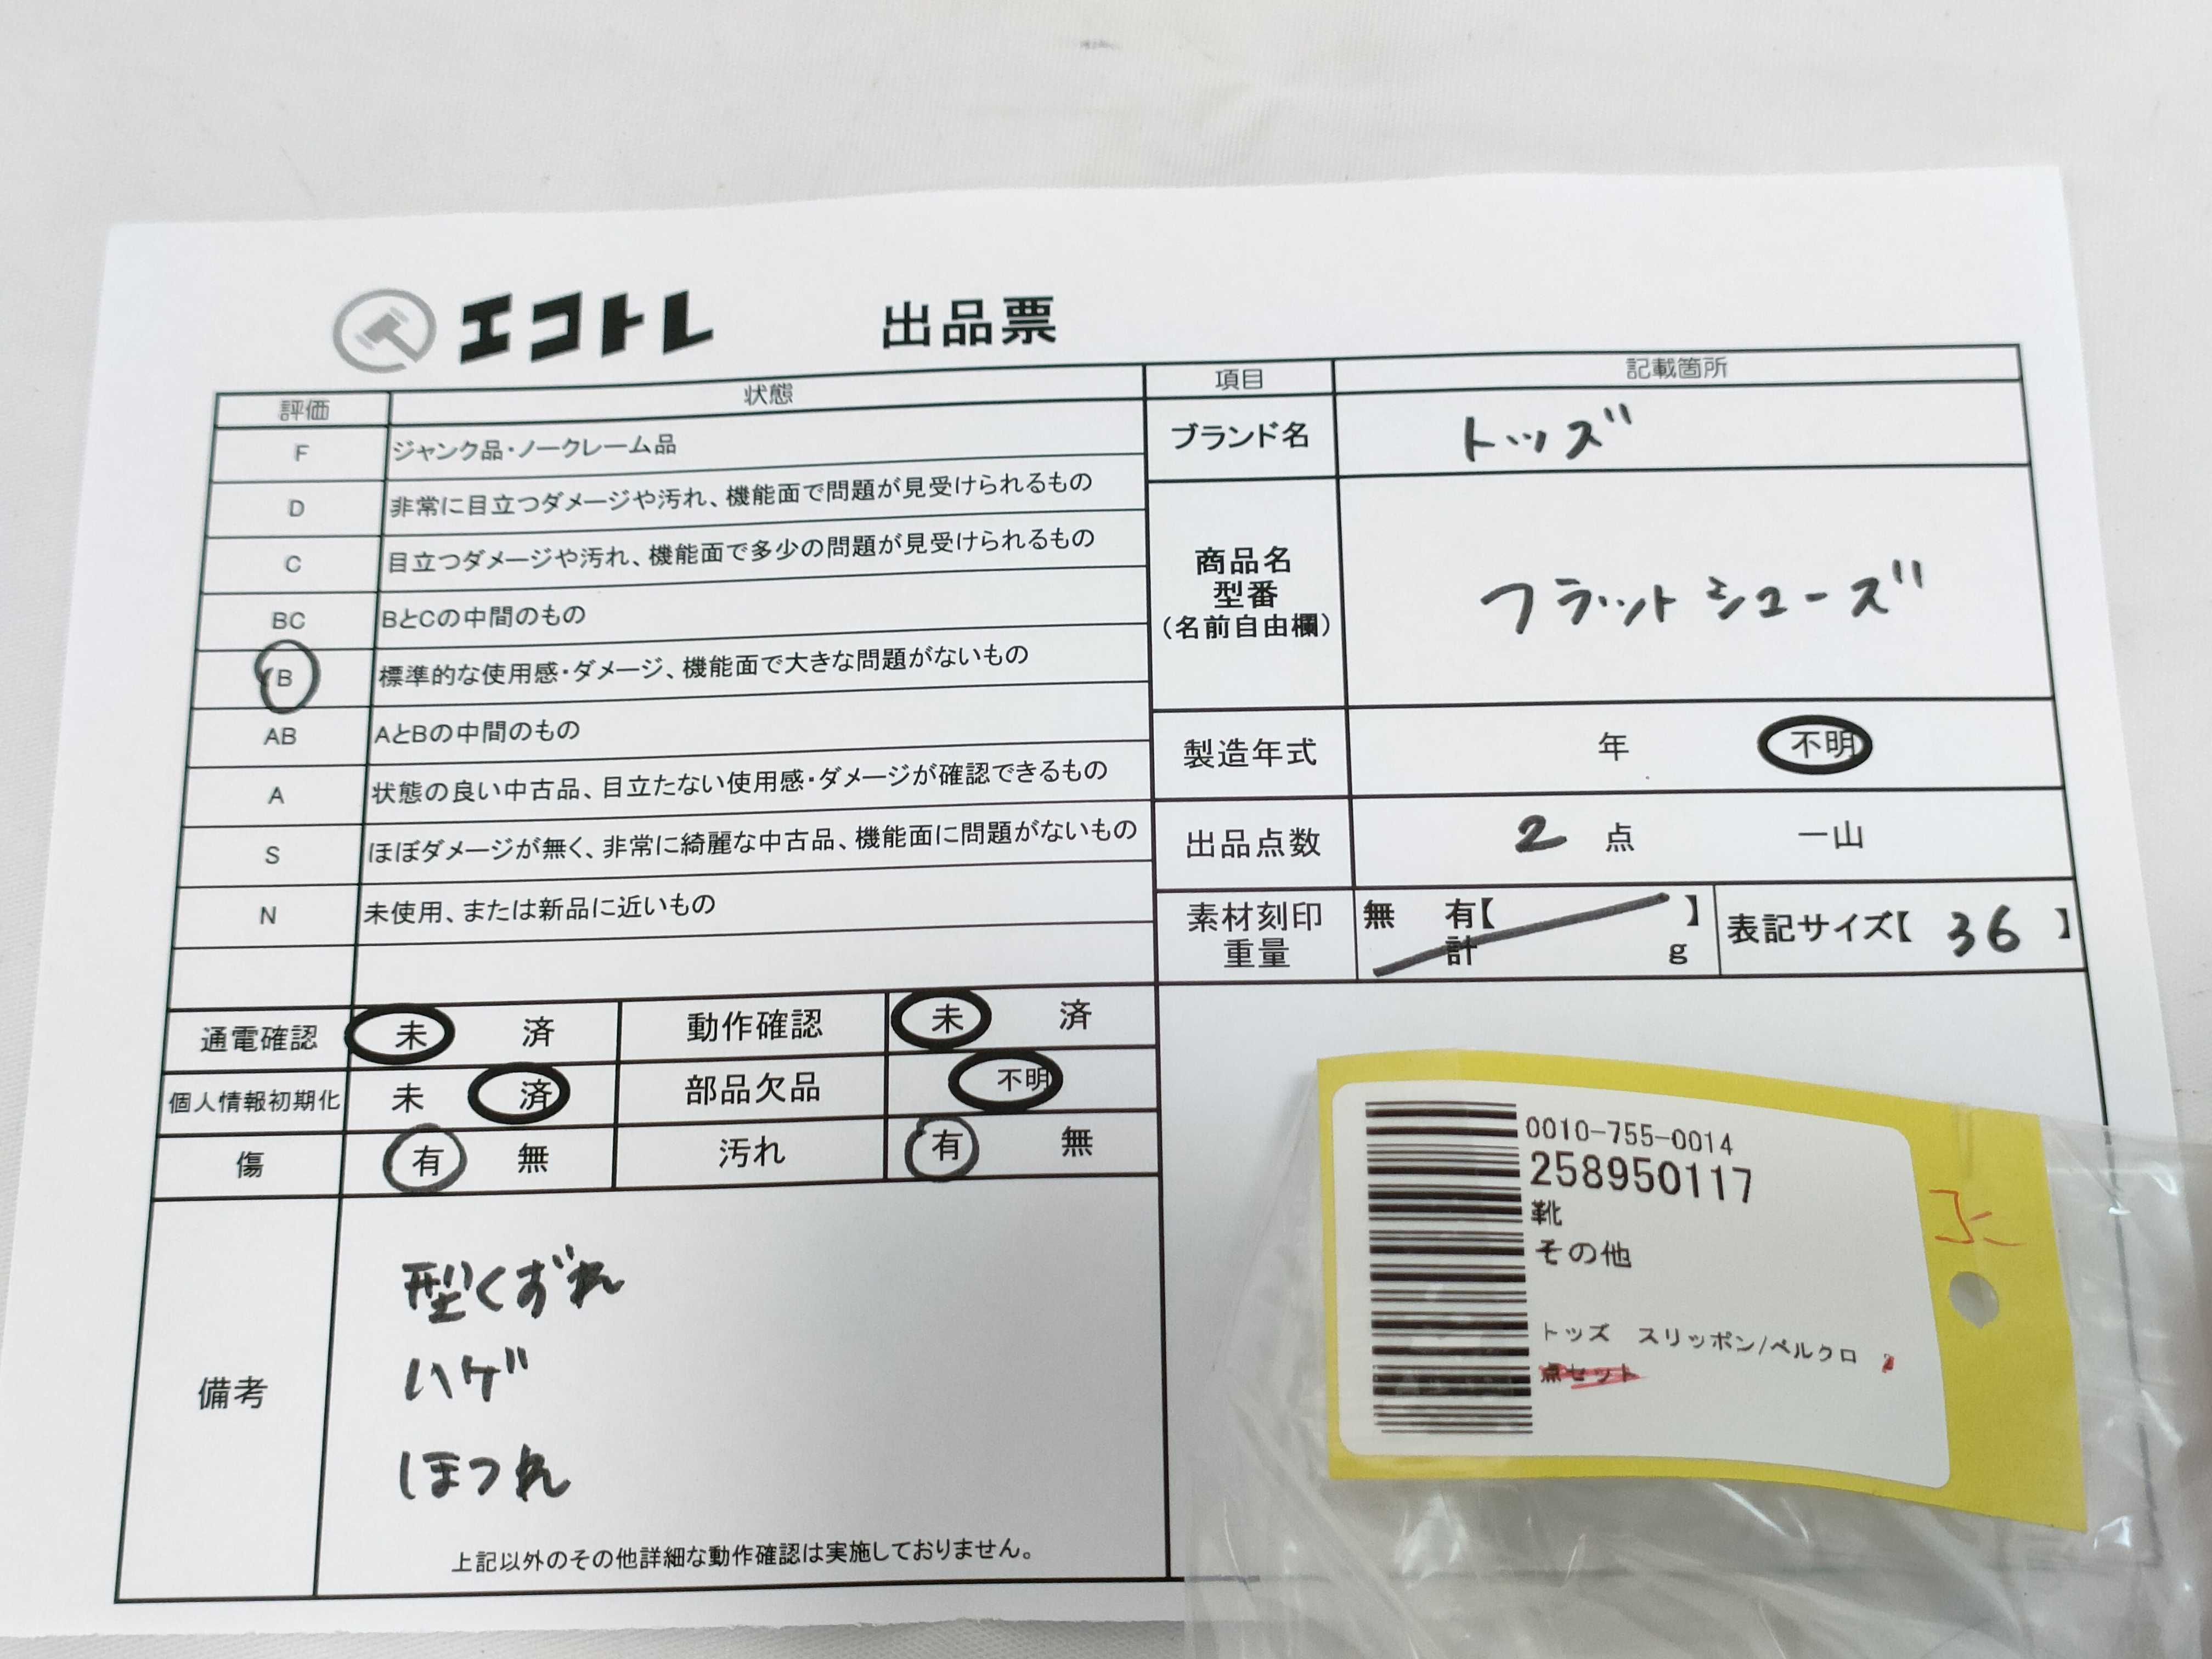 エコトレ 出品票
評価 状態
F ジャンク品・ノークレーム品
D 非常に目立つダメージや汚れ、機能面で問題が見受けられるもの
C 目立つダメージや汚れ、機能面で多少の問題が見受けられるもの
BC BとCの中間のもの
B 標準的な使用感・ダメージ、機能面で大きな問題がないもの
AB AとBの中間のもの
A 状態の良い中古品、目立たない使用感・ダメージが確認できるもの
S ほぼダメージが無く、非常に綺麗な中古品、機能面に問題がないもの
N 未使用、または新品に近いもの
通電確認 未 済 動作確認 未 済
個人情報初期化 未 済 部品欠品 不明
傷 有 無 汚れ 有 無
備考
型くずれ
ハゲ
ほつれ
上記以外のその他詳細な動作確認は実施しておりません。
項目 記載箇所
ブランド名 トッズ
商品名
型番
(名前自由欄)
フラットシューズ
製造年式 年 不明
出品点数 2 点 一山
素材刻印 無 有【 】
重量 計 g
表記サイズ【 36 】
0010-755-0014
258950117
靴
その他
トッズ スリッポン/ベルクロ 2
点セット